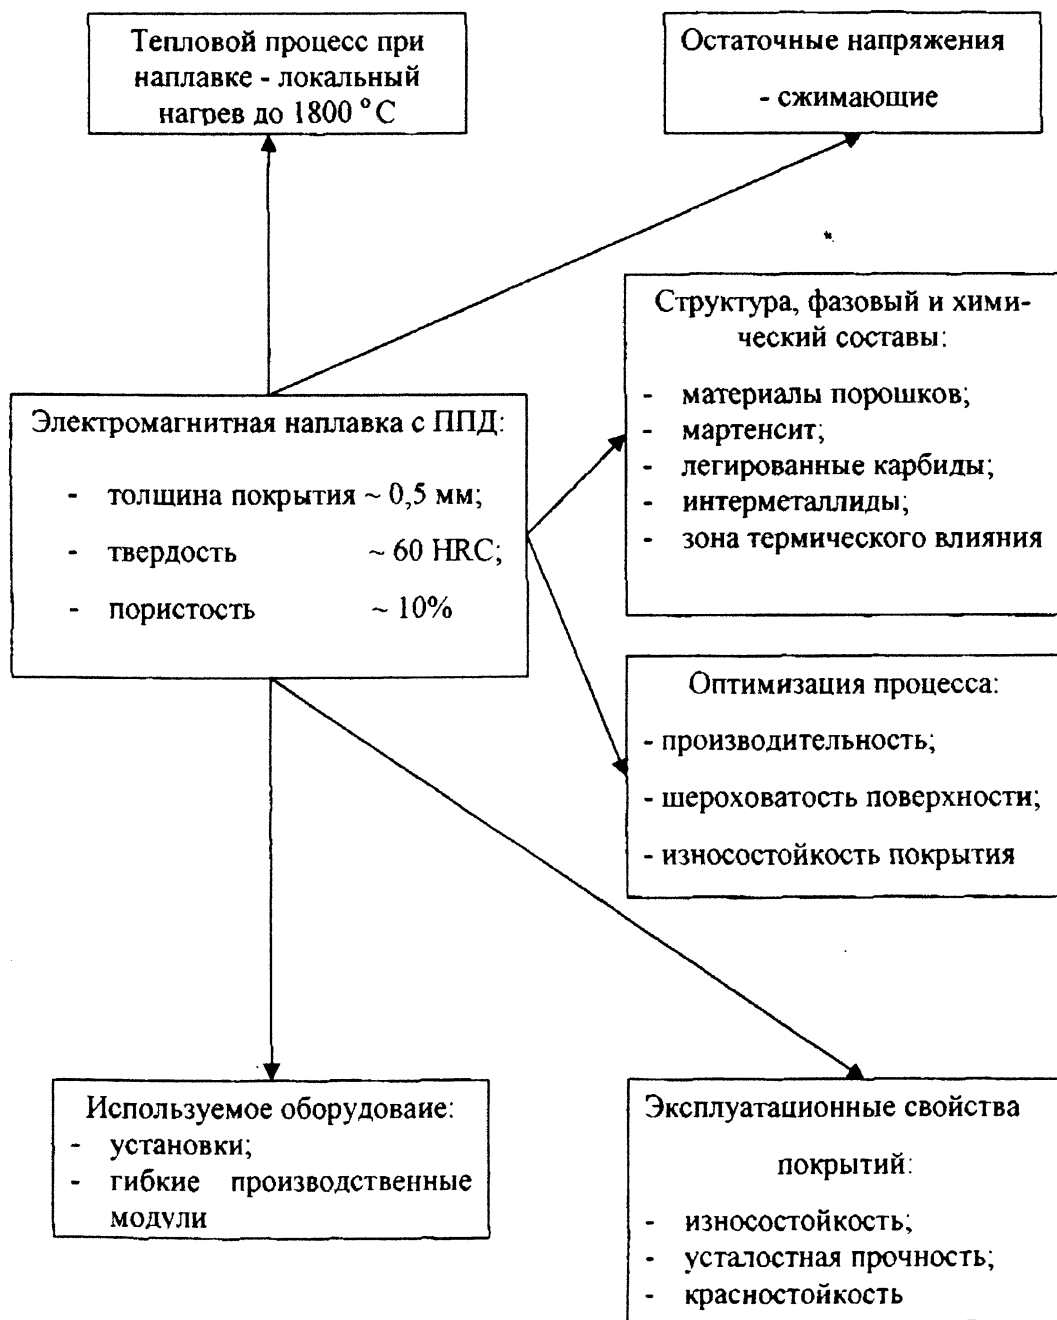 Тепловой процесс при
наплавке - локальный
нагрев до 1800 °С
Остаточные напряжения
- сжимающие
Структура, фазовый и хими-
ческий составы:
- материалы порошков;
- мартенсит;
- легированные карбиды;
- интерметаллиды;
- зона термического влияния
Электромагнитная наплавка с ППД:
- толщина покрытия ~ 0,5 мм;
- твердость ~ 60 HRC;
- пористость ~ 10%
Оптимизация процесса:
- производительность;
- шероховатость поверхности;
- износостойкость покрытия
Используемое оборудоваие:
- установки;
- гибкие производственные
модули
Эксплуатационные свойства
покрытий:
- износостойкость;
- усталостная прочность;
- красностойкость